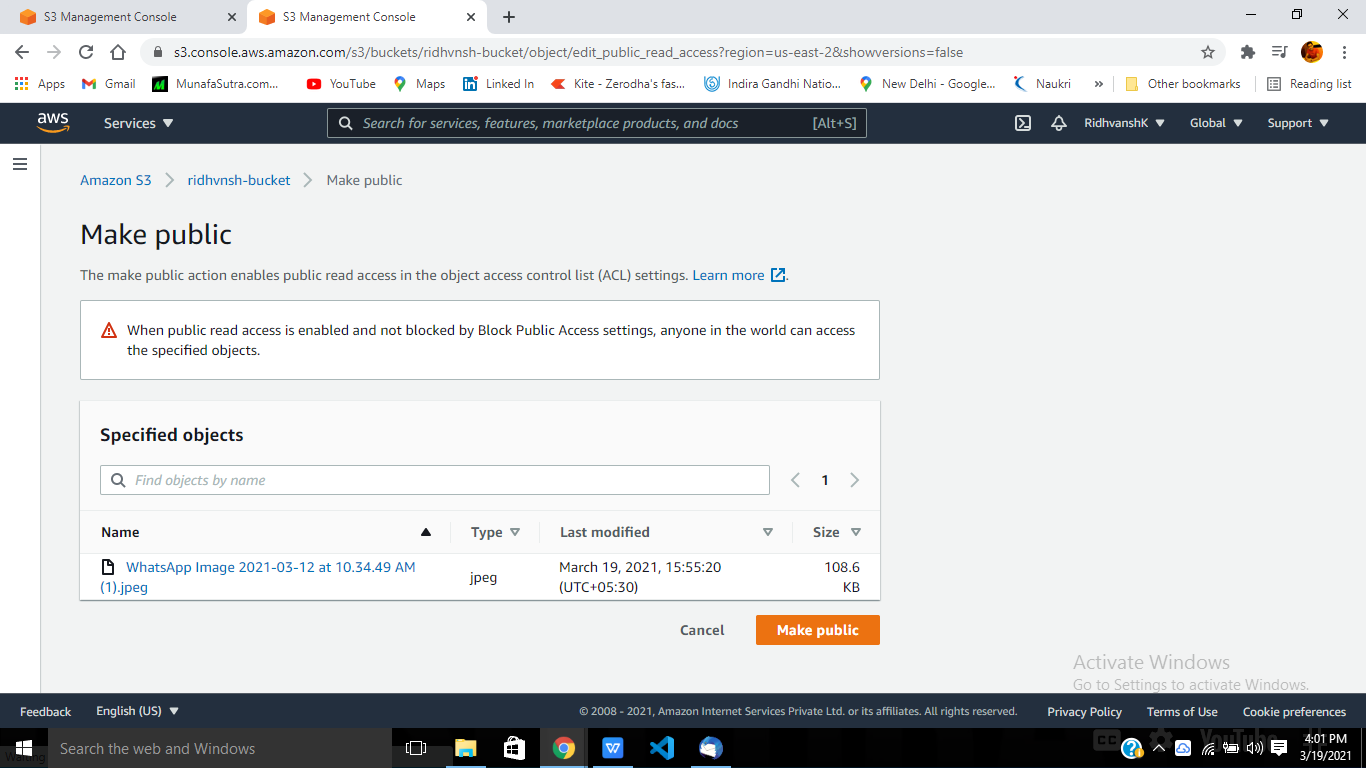 S3 Management Console
S3 Management Console
s3.console.aws.amazon.com/s3/buckets/ridhvnsh-bucket/object/edit_public_read_access?region=us-east-2&showversions=false
Apps Gmail MunafaSutra.com... YouTube Maps Linked In Kite - Zerodha's fas... Indira Gandhi Natio... New Delhi - Google... Naukri » Other bookmarks Reading list
aws Services Search for services, features, marketplace products, and docs [Alt+S] RidhvanshK Global Support
Amazon S3 ridhvnsh-bucket Make public
Make public
The make public action enables public read access in the object access control list (ACL) settings. Learn more.
When public read access is enabled and not blocked by Block Public Access settings, anyone in the world can access
the specified objects.
Specified objects
Find objects by name 1
Name Type Last modified Size
WhatsApp Image 2021-03-12 at 10.34.49 AM
(1).jpeg
jpeg
March 19, 2021, 15:55:20
(UTC+05:30)
108.6
KB
Cancel Make public
Activate Windows
Go to Settings to activate Windows.
Feedback English (US) © 2008 - 2021, Amazon Internet Services Private Ltd. or its affiliates. All rights reserved. Privacy Policy Terms of Use Cookie preferences
Search the web and Windows
Waiting
CC YouTube
4:01 PM
3/19/2021